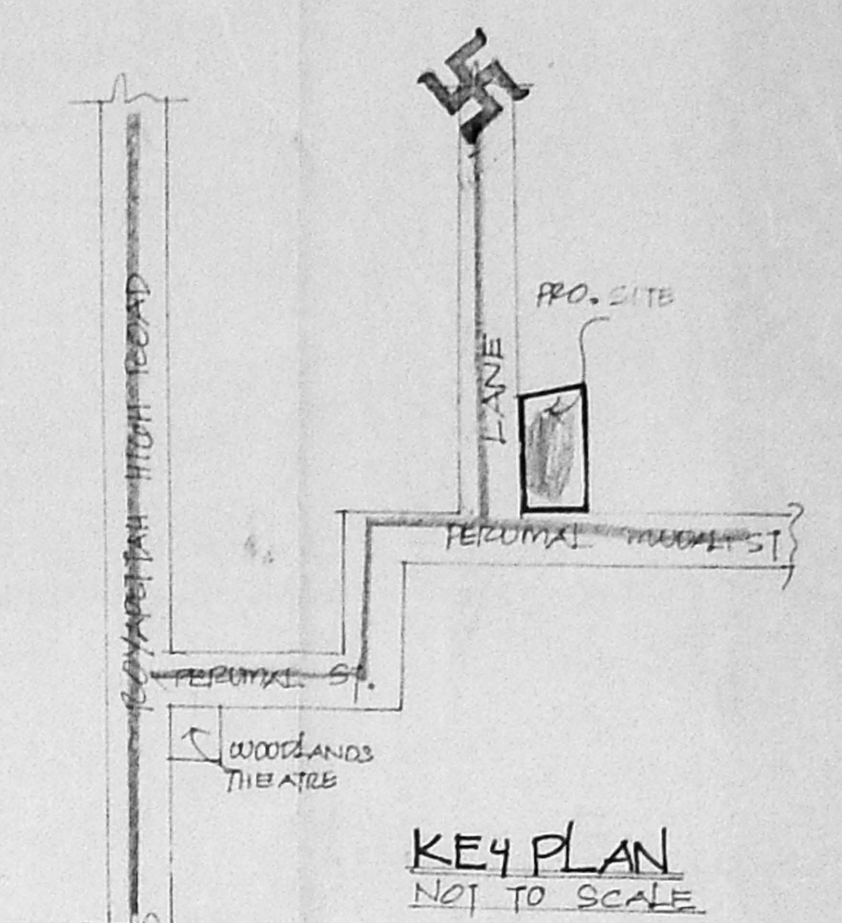 ROYAPETTAH HIGH ROAD
LANE
PRO. SITE
PERUMAL MUDALI ST
PERUMAL ST.
WOODLANDS
THEATRE
KEY PLAN
NOT TO SCALE